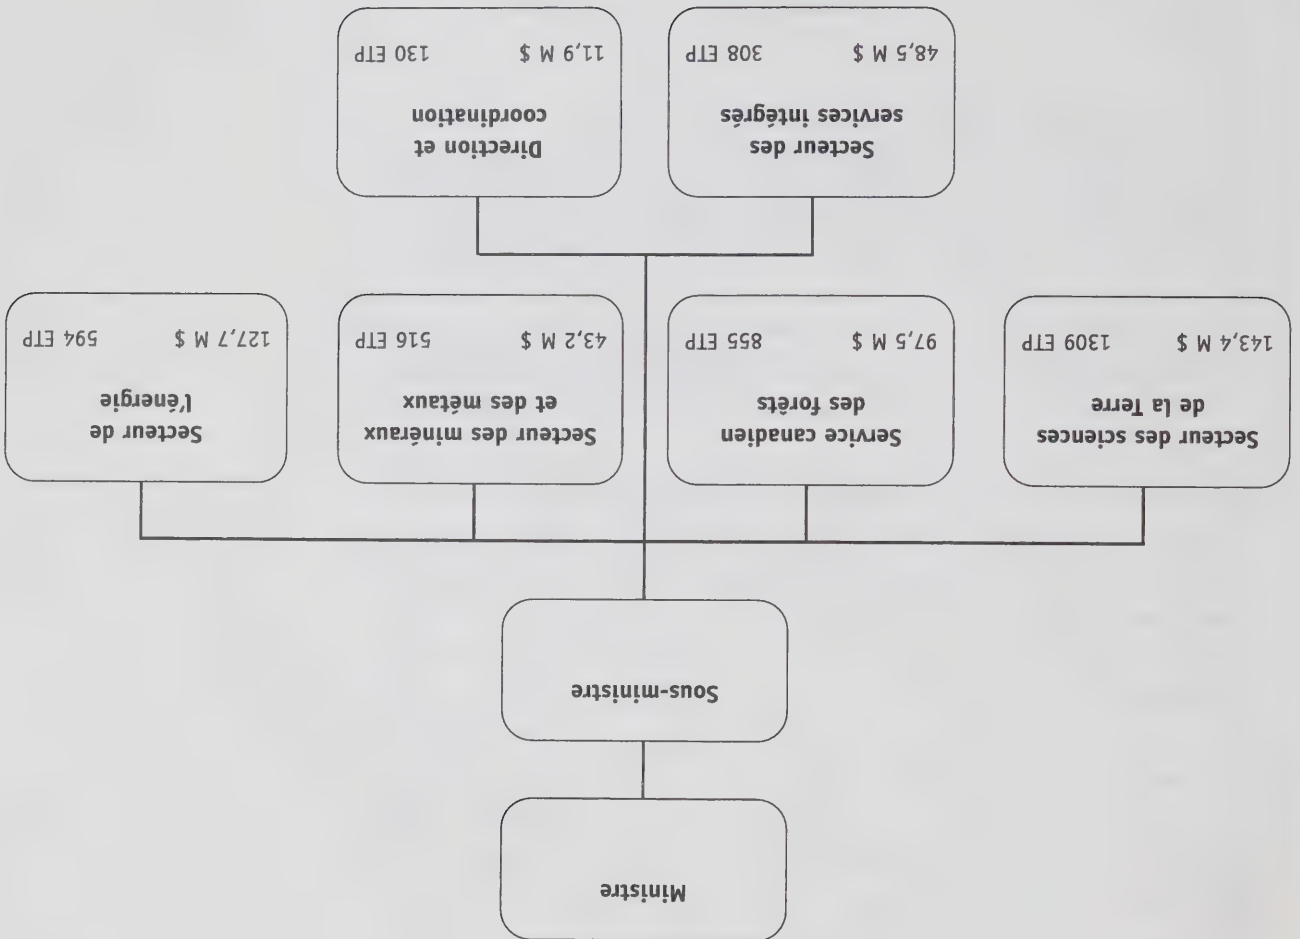 Ministre
Sous-ministre
Secteur des sciences
de la Terre
143,4 M $ 1309 ETP
Service canadien
des forêts
97,5 M $ 855 ETP
Secteur des minéraux
et des métaux
43,2 M $ 516 ETP
Secteur de
l'énergie
127,7 M $ 594 ETP
Secteur des
services intégrés
48,5 M $ 308 ETP
Direction et
coordination
11,9 M $ 130 ETP